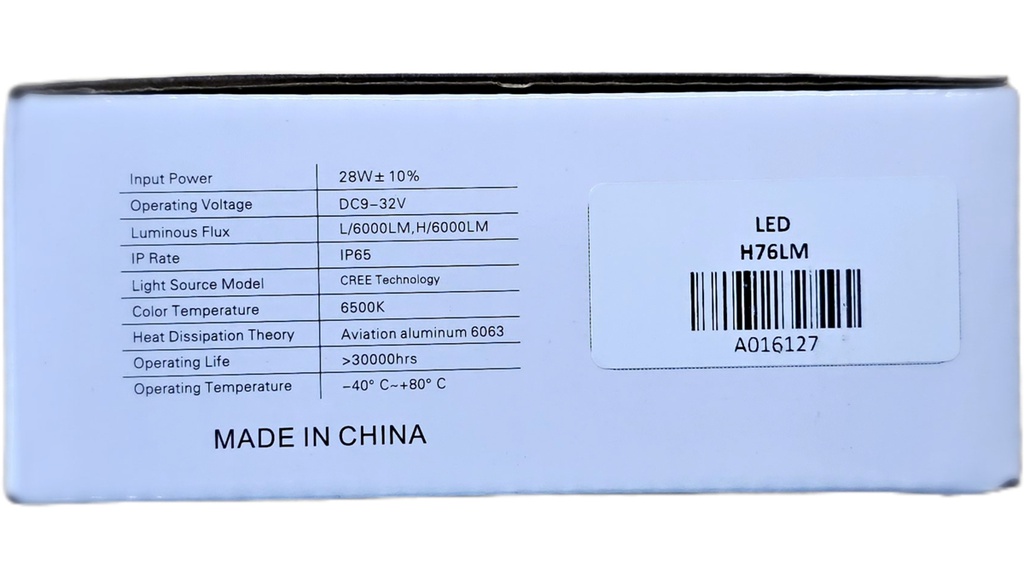 Input Power 28W± 10%
Operating Voltage DC9–32V
Luminous Flux L/6000LM,H/6000LM
IP Rate IP65
Light Source Model CREE Technology
Color Temperature 6500K
Heat Dissipation Theory Aviation aluminum 6063
Operating Life >30000hrs
Operating Temperature –40° C~+80° C
MADE IN CHINA
LED
H76LM
A016127